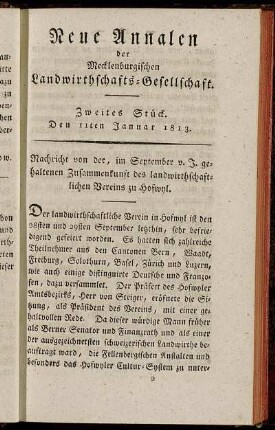 Neue Annalen
der
Mecklenburgischen
Landwirthschafts-Gesellschaft.
Zweites Stück.
Den 11ten Januar 1813.
Nachricht von der, im September v. J. ge-
haltenen Zusammenkunft des landwirthschaft-
lichen Vereins zu Hofwyl.
Der landwirthschaftliche Verein in Hofwyl ist den
28sten und 29sten September letzthin, sehr befrie-
digend gefeiert worden. Es hatten sich zahlreiche
Theilnehmer aus den Cantonen Bern, Waadt,
Freiburg, Solothurn, Basel, Zürich und Luzern,
wie auch einige distinguirte Deutsche und Franzo-
sen, dazu versammelt. Der Präfect des Hofwyler
Amtsbezirks, Herr von Steiger, eröfnete die Si-
tzung, als Präsident des Vereins, mit einer ge-
haltvollen Rede. Da dieser würdige Mann früher
als Berner Senator und Finanzrath und als einer
der ausgezeichnetsten schweizerischen Landwirthe be-
auftragt ward, die Fellenbergischen Anstalten und
besonders das Hofwyler Cultur-System zu unter-